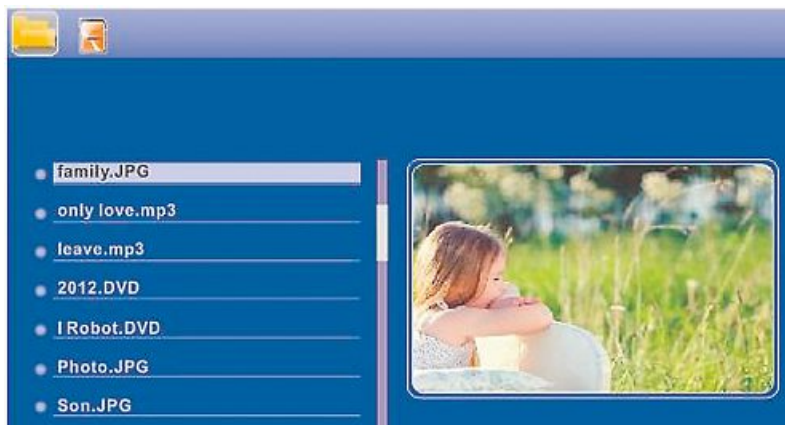 family.JPG
only love.mp3
leave.mp3
2012.DVD
I Robot.DVD
Photo.JPG
Son.JPG